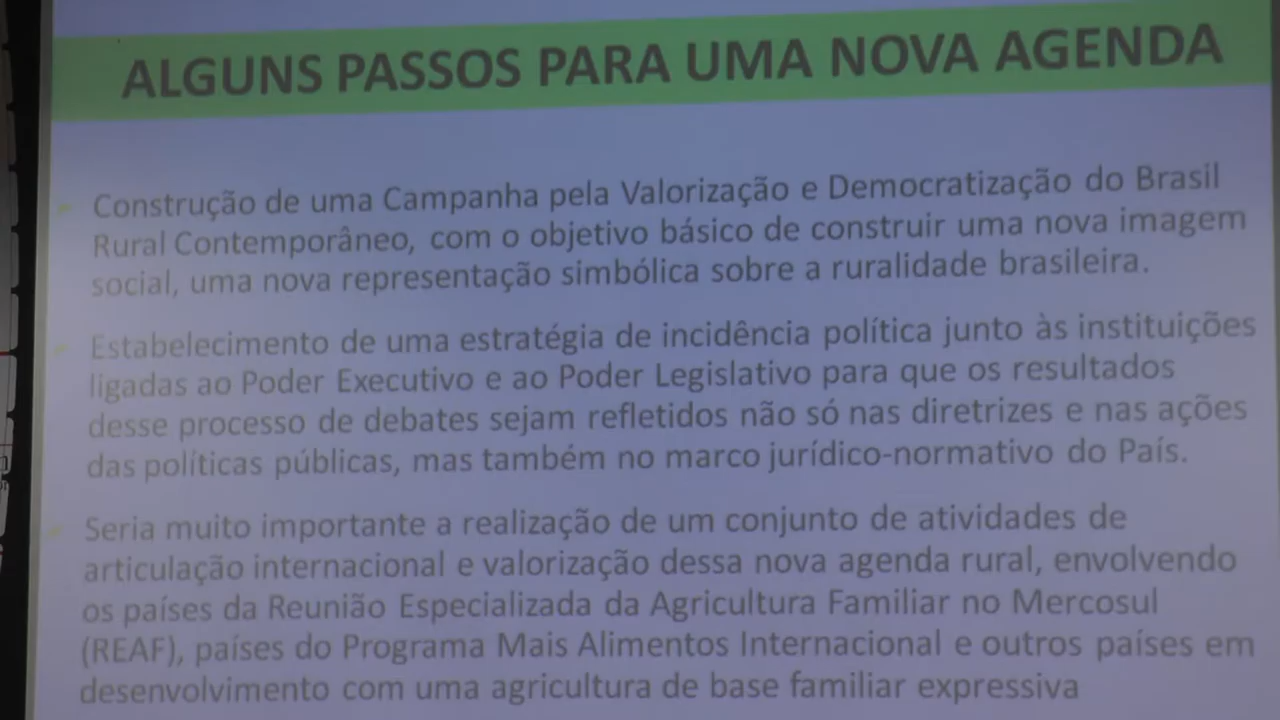 ALGUNS PASSOS PARA UMA NOVA AGENDA
Construção de uma Campanha pela Valorização e Democratização do Brasil
Rural Contemporâneo, com o objetivo básico de construir uma nova imagem
social, uma nova representação simbólica sobre a ruralidade brasileira.
Estabelecimento de uma estratégia de incidência política junto às instituições
ligadas ao Poder Executivo e ao Poder Legislativo para que os resultados
desse processo de debates sejam refletidos não só nas diretrizes e nas ações
das políticas públicas, mas também no marco jurídico-normativo do País.
Seria muito importante a realização de um conjunto de atividades de
articulação internacional e valorização dessa nova agenda rural, envolvendo
os países da Reunião Especializada da Agricultura Familiar no Mercosul
(REAF), países do Programa Mais Alimentos Internacional e outros países em
desenvolvimento com uma agricultura de base familiar expressiva